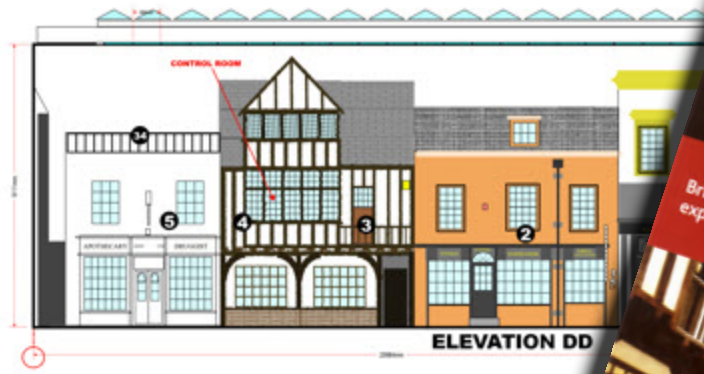 CONTROL ROOM
34
5
4
3
2
APOTHECARY
DRUGGIST
Bri
exp
ELEVATION DD